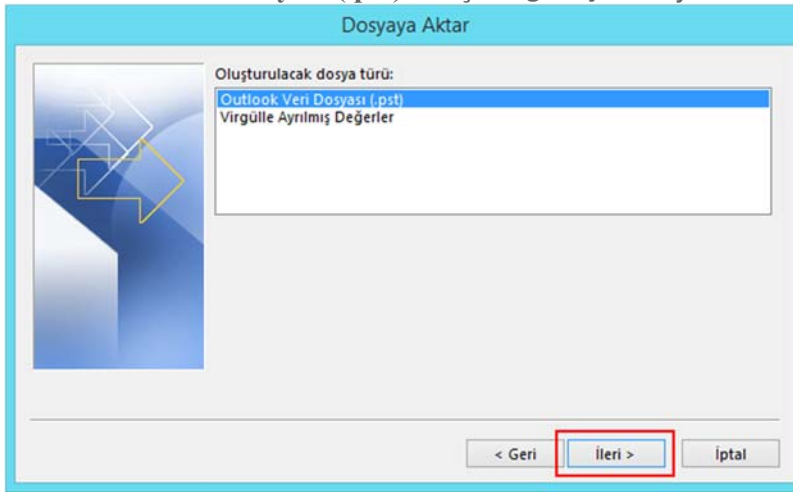 Dosyaya Aktar
Oluşturulacak dosya türü:
Outlook Veri Dosyası (.pst)
Virgülle Ayrılmış Değerler
< Geri
İleri >
İptal